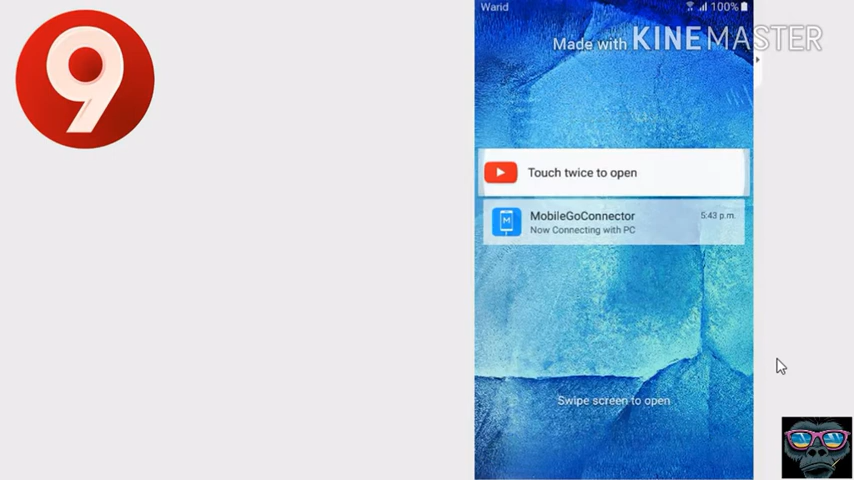 9
Warid
100%
Made with KINEMASTER
Touch twice to open
MobileGoConnector
5:43 p.m.
Now Connecting with PC
M
Swipe screen to open